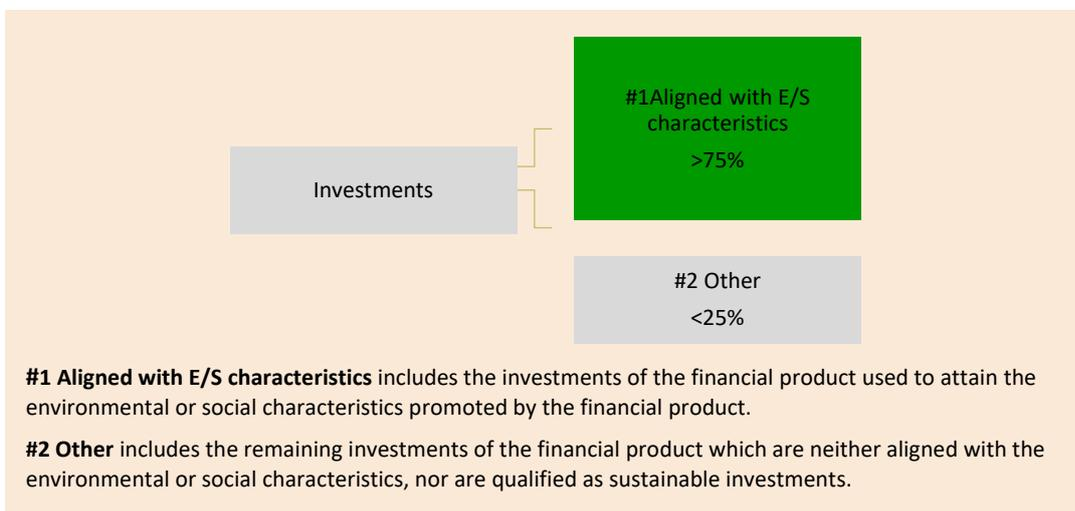 #1Aligned with E/S
characteristics
>75%
Investments
#2 Other
<25%
#1 Aligned with E/S characteristics includes the investments of the financial product used to attain the
environmental or social characteristics promoted by the financial product.
#2 Other includes the remaining investments of the financial product which are neither aligned with the
environmental or social characteristics, nor are qualified as sustainable investments.